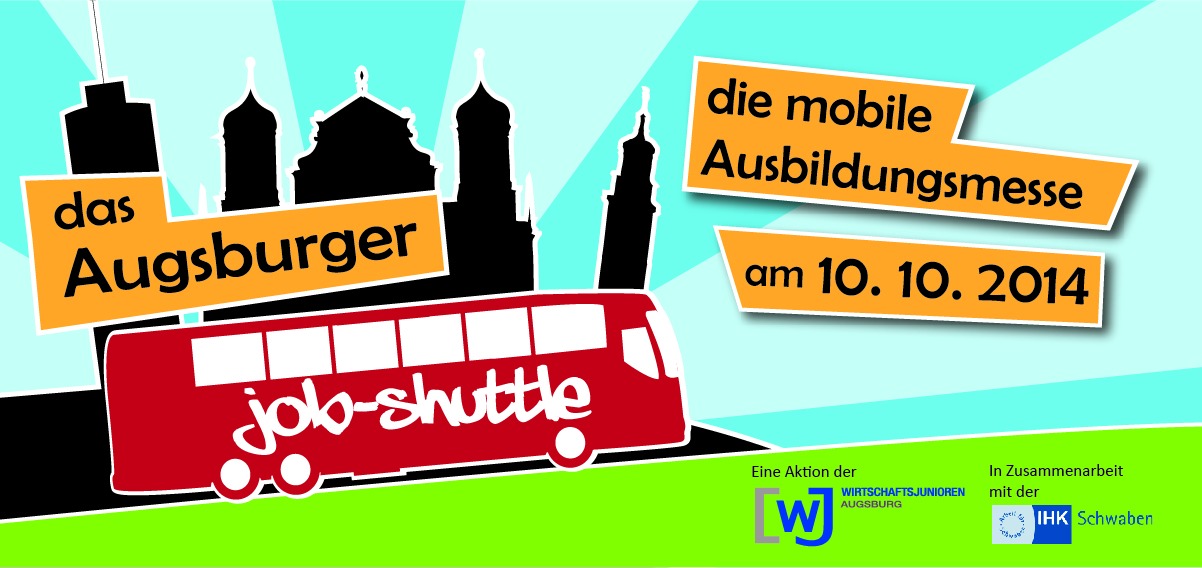 das
Augsburger
job-shuttle
die mobile
Ausbildungsmesse
am 10. 10. 2014
Eine Aktion der
WJ WIRTSCHAFTSJUNIOREN
AUGSBURG
In Zusammenarbeit
mit der
IHK Schwaben